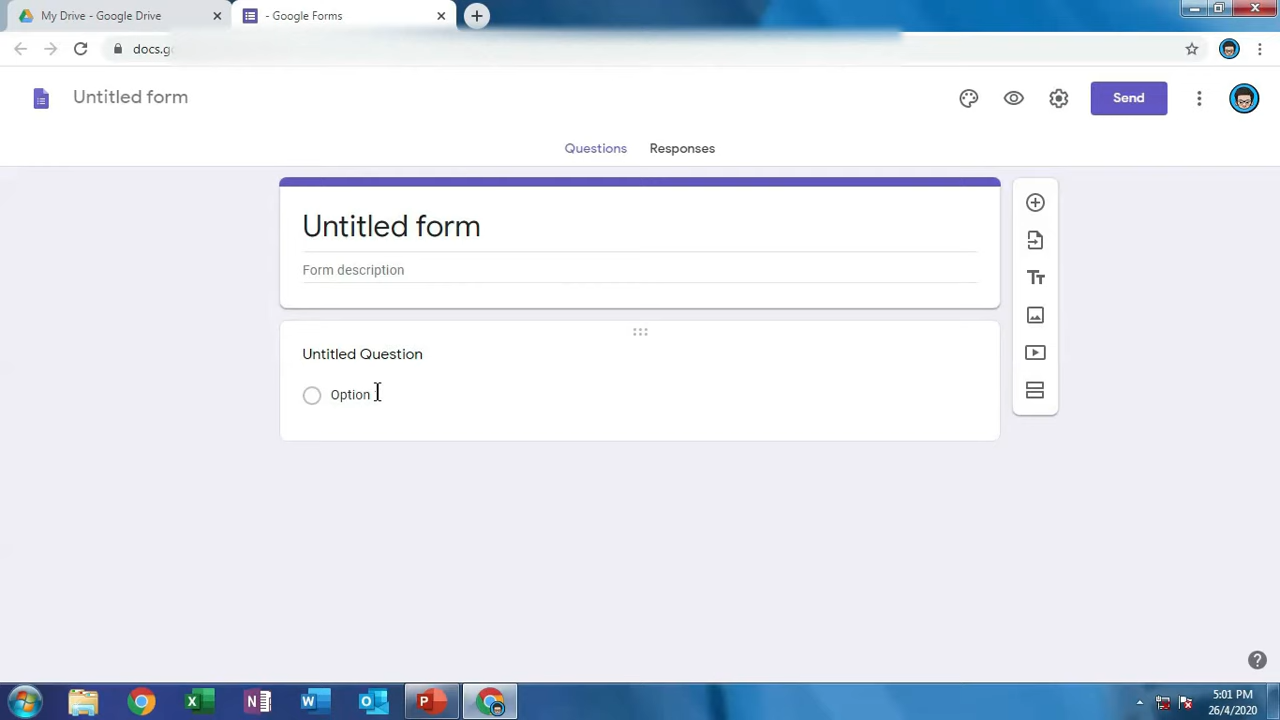 My Drive - Google Drive
- Google Forms
docs.g
Untitled form
Send
Questions
Responses
Untitled form
Form description
Untitled Question
Option
5:01 PM
26/4/2020